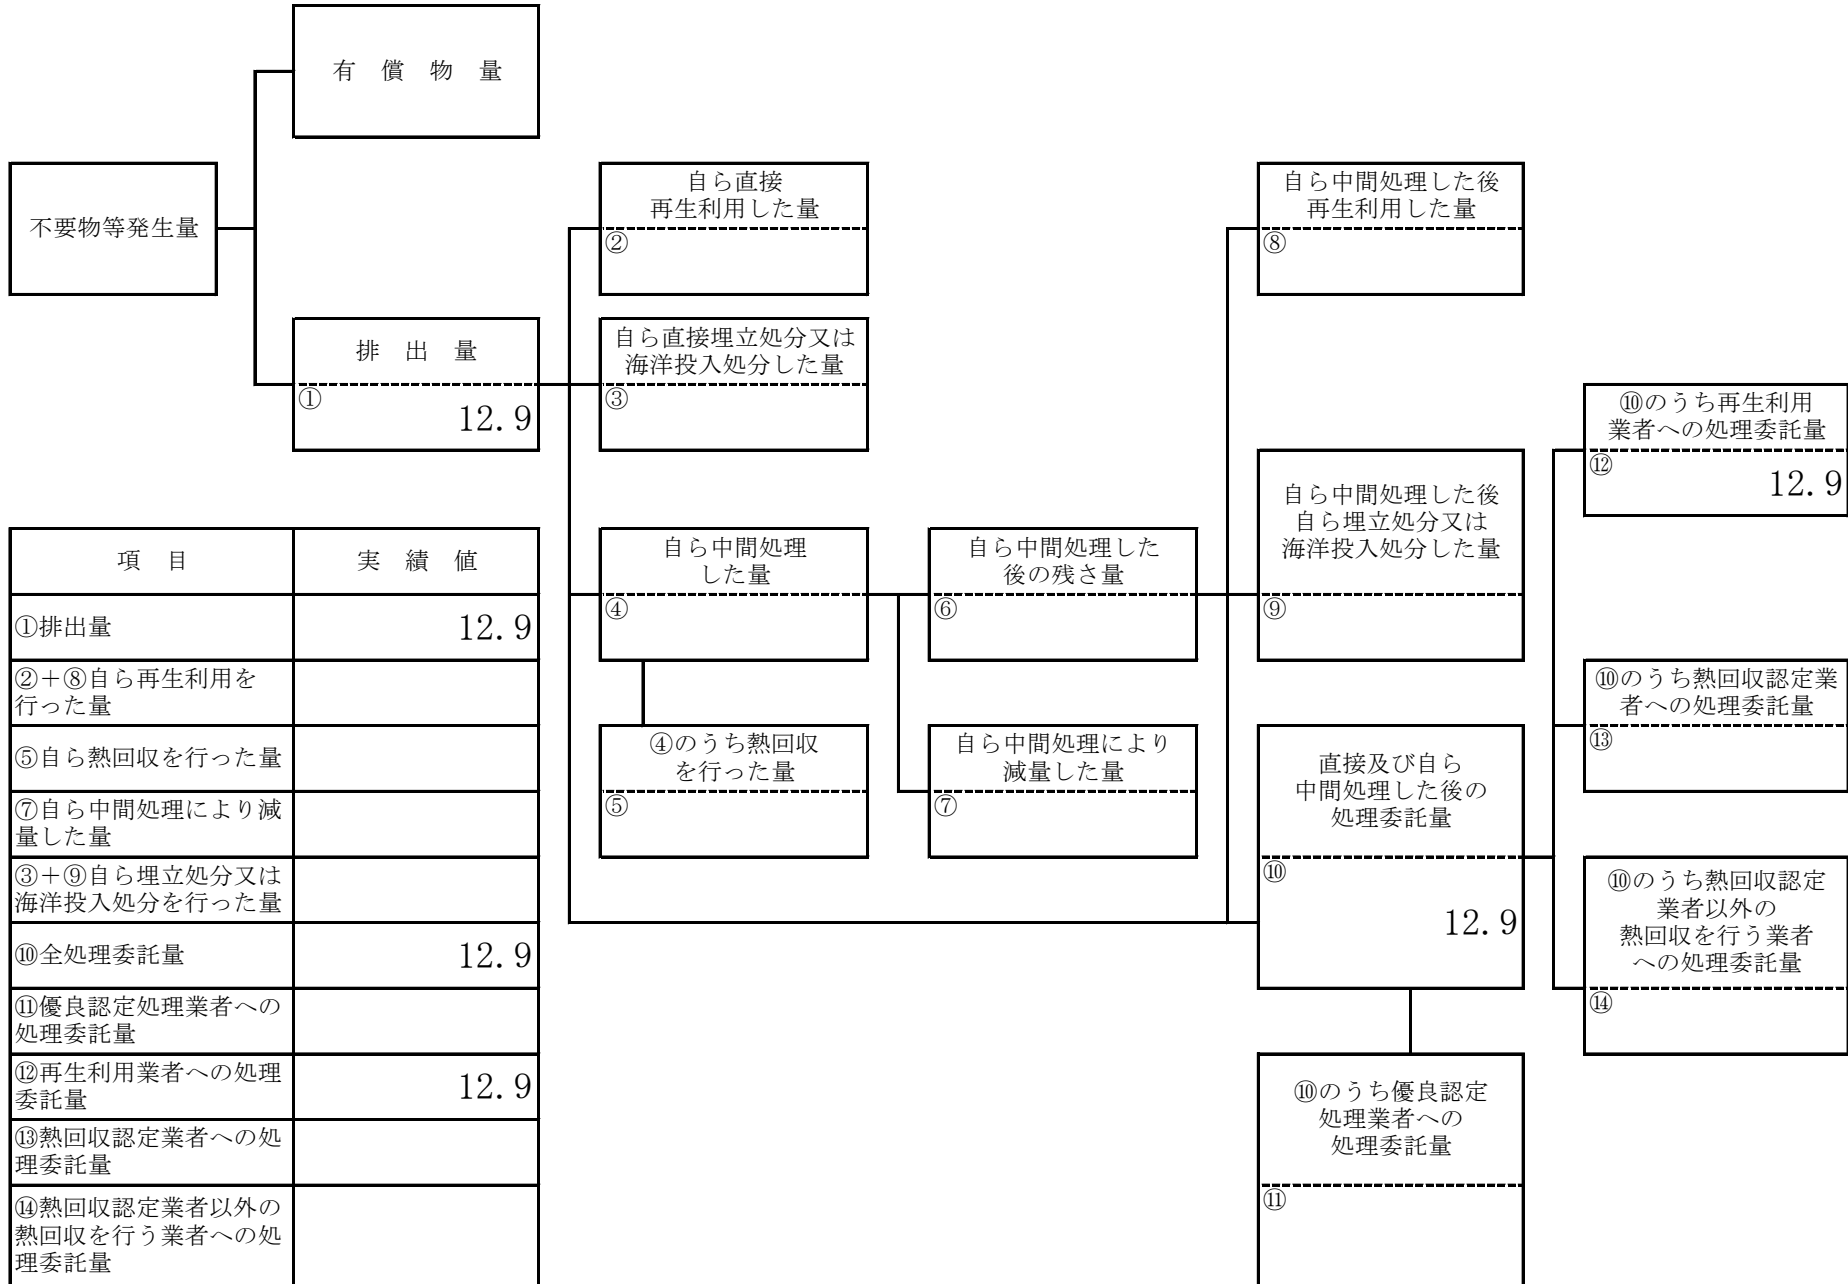 有 償 物 量
不要物等発生量
排 出 量
①
12.9
自ら直接
再生利用した量
②
自ら直接埋立処分又は
海洋投入処分した量
③
自ら中間処理
した量
④
④のうち熱回収
を行った量
⑤
自ら中間処理した
後の残さ量
⑥
自ら中間処理により
減量した量
⑦
自ら中間処理した後
再生利用した量
⑧
自ら中間処理した後
自ら埋立処分又は
海洋投入処分した量
⑨
直接及び自ら
中間処理した後の
処理委託量
⑩
12.9
⑩のうち優良認定
処理業者への
処理委託量
⑪
⑩のうち再生利用
業者への処理委託量
⑫
12.9
⑩のうち熱回収認定業
者への処理委託量
⑬
⑩のうち熱回収認定
業者以外の
熱回収を行う業者
への処理委託量
⑭
項 目 実 績 値
①排出量 12.9
②＋⑧自ら再生利用を
行った量
⑤自ら熱回収を行った量
⑦自ら中間処理により減
量した量
③＋⑨自ら埋立処分又は
海洋投入処分を行った量
⑩全処理委託量 12.9
⑪優良認定処理業者への
処理委託量
⑫再生利用業者への処理
委託量 12.9
⑬熱回収認定業者への処
理委託量
⑭熱回収認定業者以外の
熱回収を行う業者への処
理委託量